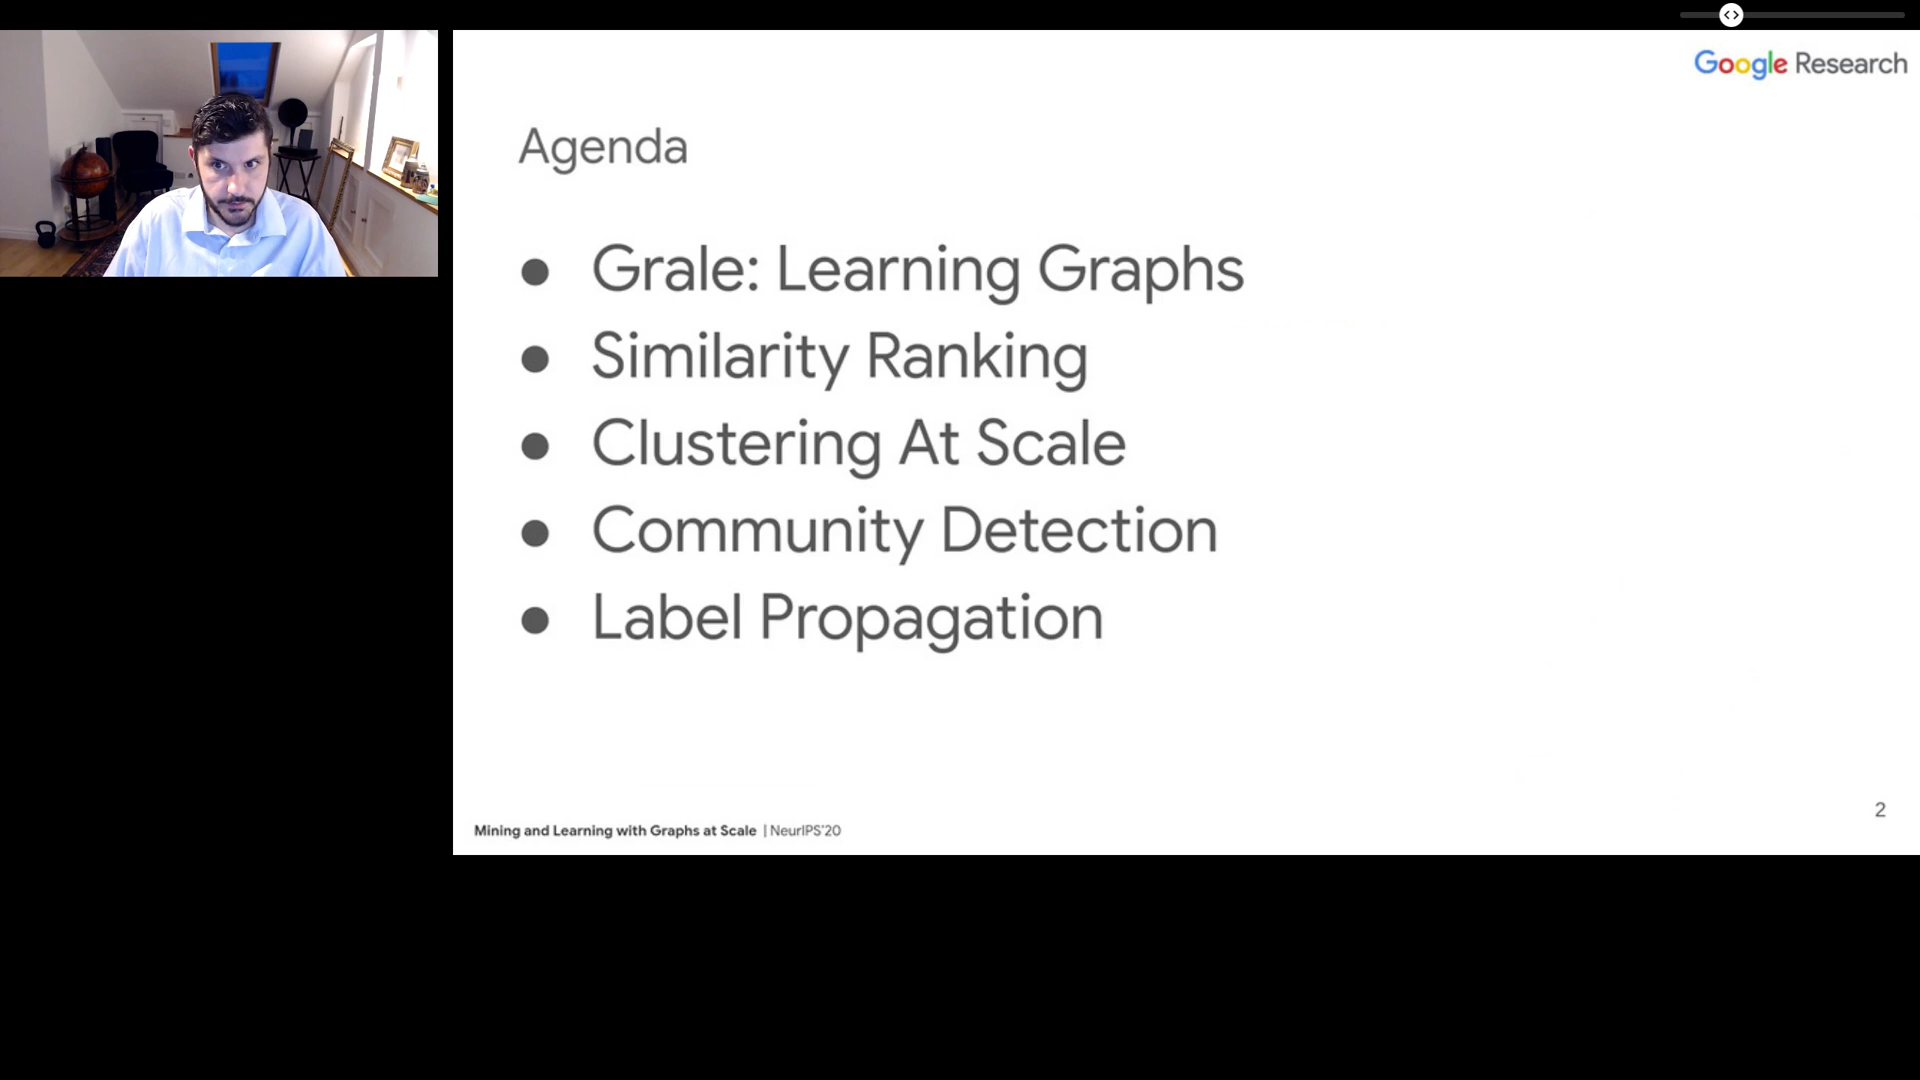 Google Research
Agenda
● Grale: Learning Graphs
● Similarity Ranking
● Clustering At Scale
● Community Detection
● Label Propagation
2
Mining and Learning with Graphs at Scale | NeurIPS'20